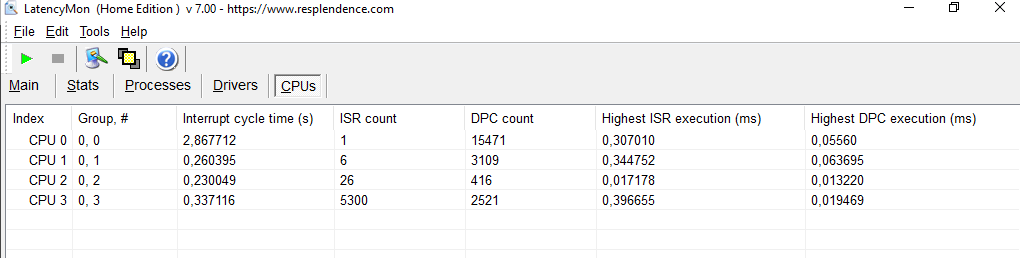 LatencyMon (Home Edition ) v 7.00 - https://www.resplendence.com
File Edit Tools Help
Main Stats Processes Drivers CPUs
Index Group, # Interrupt cycle time (s) ISR count DPC count Highest ISR execution (ms) Highest DPC execution (ms)
CPU 0 0, 0 2,867712 1 15471 0,307010 0,05560
CPU 1 0, 1 0,260395 6 3109 0,344752 0,063695
CPU 2 0, 2 0,230049 26 416 0,017178 0,013220
CPU 3 0, 3 0,337116 5300 2521 0,396655 0,019469